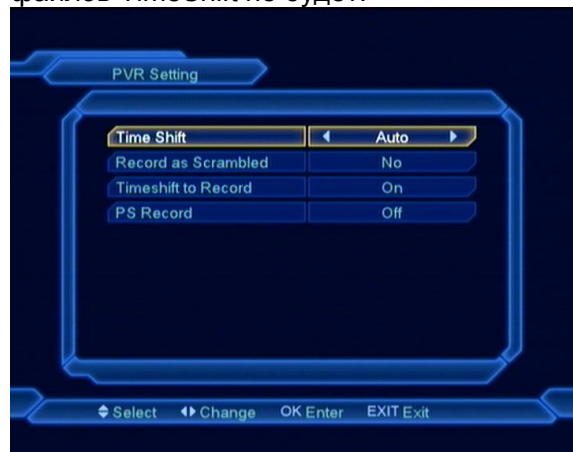 файлов TimeShift не будет.
PVR Setting
Time Shift Auto
Record as Scrambled No
Timeshift to Record On
PS Record Off
Select Change OK Enter EXIT Exit